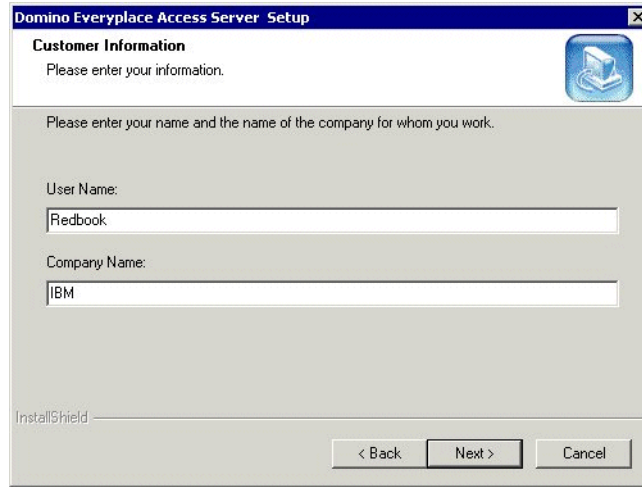 Domino Everyplace Access Server Setup
Customer Information
Please enter your information.
Please enter your name and the name of the company for whom you work.
User Name:
Redbook
Company Name:
IBM
InstallShield
< Back Next > Cancel